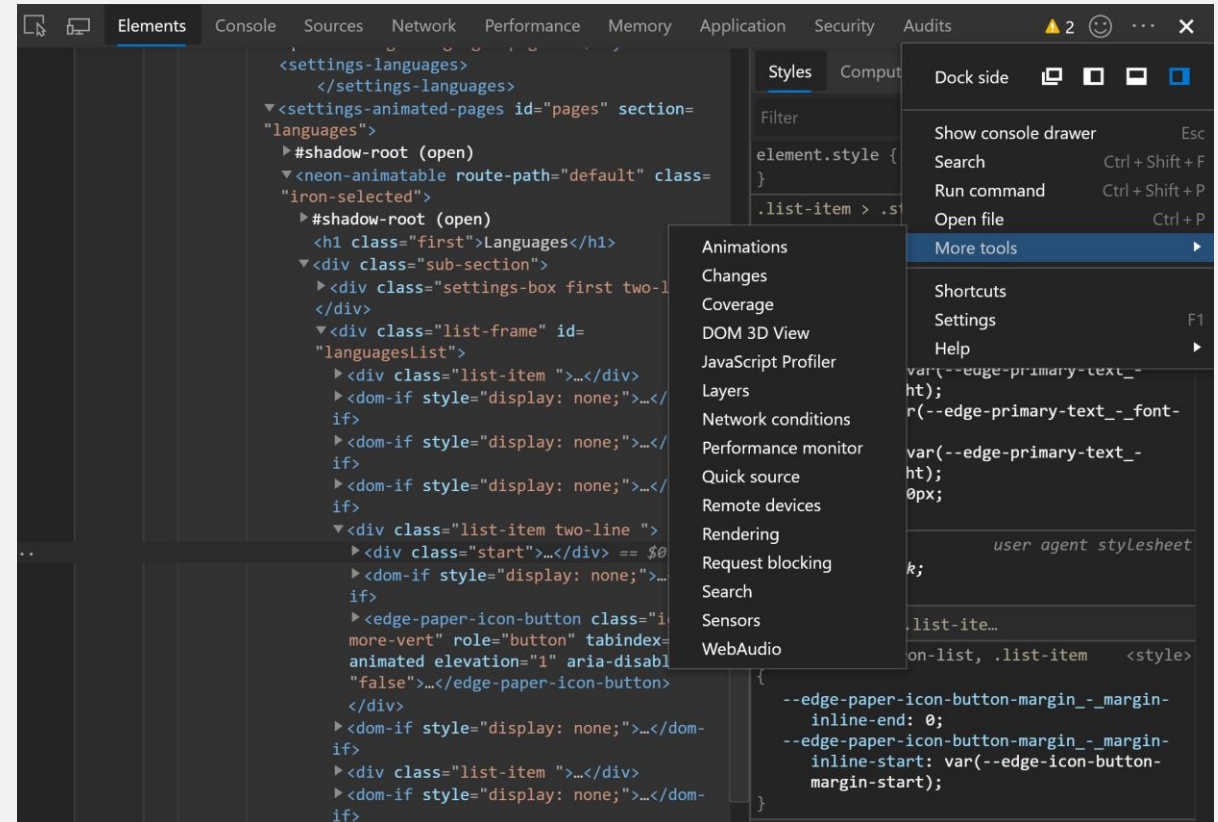 Elements Console Sources Network Performance Memory Application Security Audits 2
<settings-languages>
</settings-languages>
<settings-animated-pages id="pages" section=
"languages">
#shadow-root (open)
<neon-animatable route-path="default" class=
"iron-selected">
#shadow-root (open)
<h1 class="first">Languages</h1>
<div class="sub-section">
<div class="settings-box first two-l
</div>
<div class="list-frame" id=
"languagesList">
<div class="list-item ">…</div>
<dom-if style="display: none;">…</
if>
<dom-if style="display: none;">…</
if>
<dom-if style="display: none;">…</
if>
<div class="list-item two-line ">
<div class="start">…</div> == $0
<dom-if style="display: none;">…
if>
<edge-paper-icon-button class="i
more-vert" role="button" tabindex=
animated elevation="1" aria-disabl
"false">…</edge-paper-icon-button>
</div>
<dom-if style="display: none;">…</dom-
if>
<div class="list-item ">…</div>
<dom-if style="display: none;">…</dom-
if>
Styles Comput
Filter
element.style {
}
.list-item > .st
Dock side
Show console drawer Esc
Search Ctrl + Shift + F
Run command Ctrl + Shift + P
Open file Ctrl + P
More tools
Shortcuts
Settings F1
Help
Animations
Changes
Coverage
DOM 3D View
JavaScript Profiler
Layers
Network conditions
Performance monitor
Quick source
Remote devices
Rendering
Request blocking
Search
Sensors
WebAudio
var(--edge-primary-text_-
ht);
r(--edge-primary-text_-_font-
var(--edge-primary-text_-
ht);
0px;
user agent stylesheet
k;
.list-ite…
on-list, .list-item <style>
{
--edge-paper-icon-button-margin_-_margin-
inline-end: 0;
--edge-paper-icon-button-margin_-_margin-
inline-start: var(--edge-icon-button-
margin-start);
}